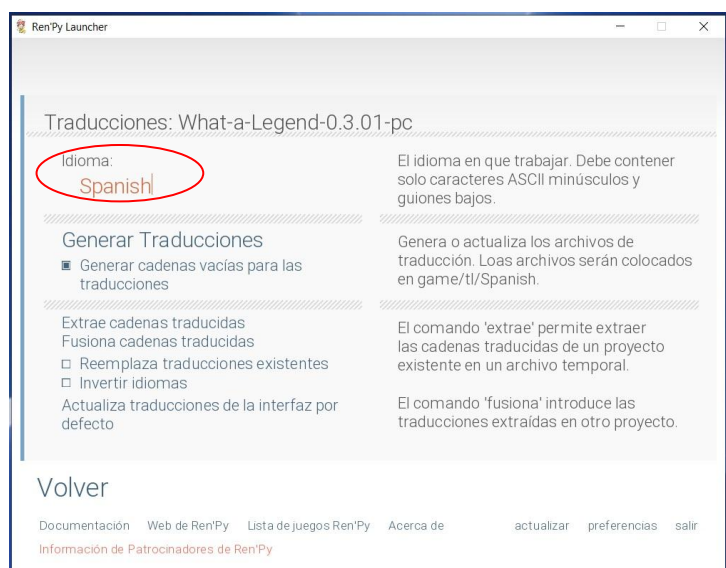 Ren'Py Launcher
Traducciones: What-a-Legend-0.3.01-pc
Idioma:
Spanish
El idioma en que trabajar. Debe contener
solo caracteres ASCII minúsculos y
guiones bajos.
Generar Traducciones
Generar cadenas vacías para las
traducciones
Genera o actualiza los archivos de
traducción. Loas archivos serán colocados
en game/tl/Spanish.
Extrae cadenas traducidas
Fusiona cadenas traducidas
Reemplaza traducciones existentes
Invertir idiomas
Actualiza traducciones de la interfaz por
defecto
El comando 'extrae' permite extraer
las cadenas traducidas de un proyecto
existente en un archivo temporal.
El comando 'fusiona' introduce las
traducciones extraídas en otro proyecto.
Volver
Documentación Web de Ren'Py Lista de juegos Ren'Py Acerca de actualizar preferencias salir
Información de Patrocinadores de Ren'Py